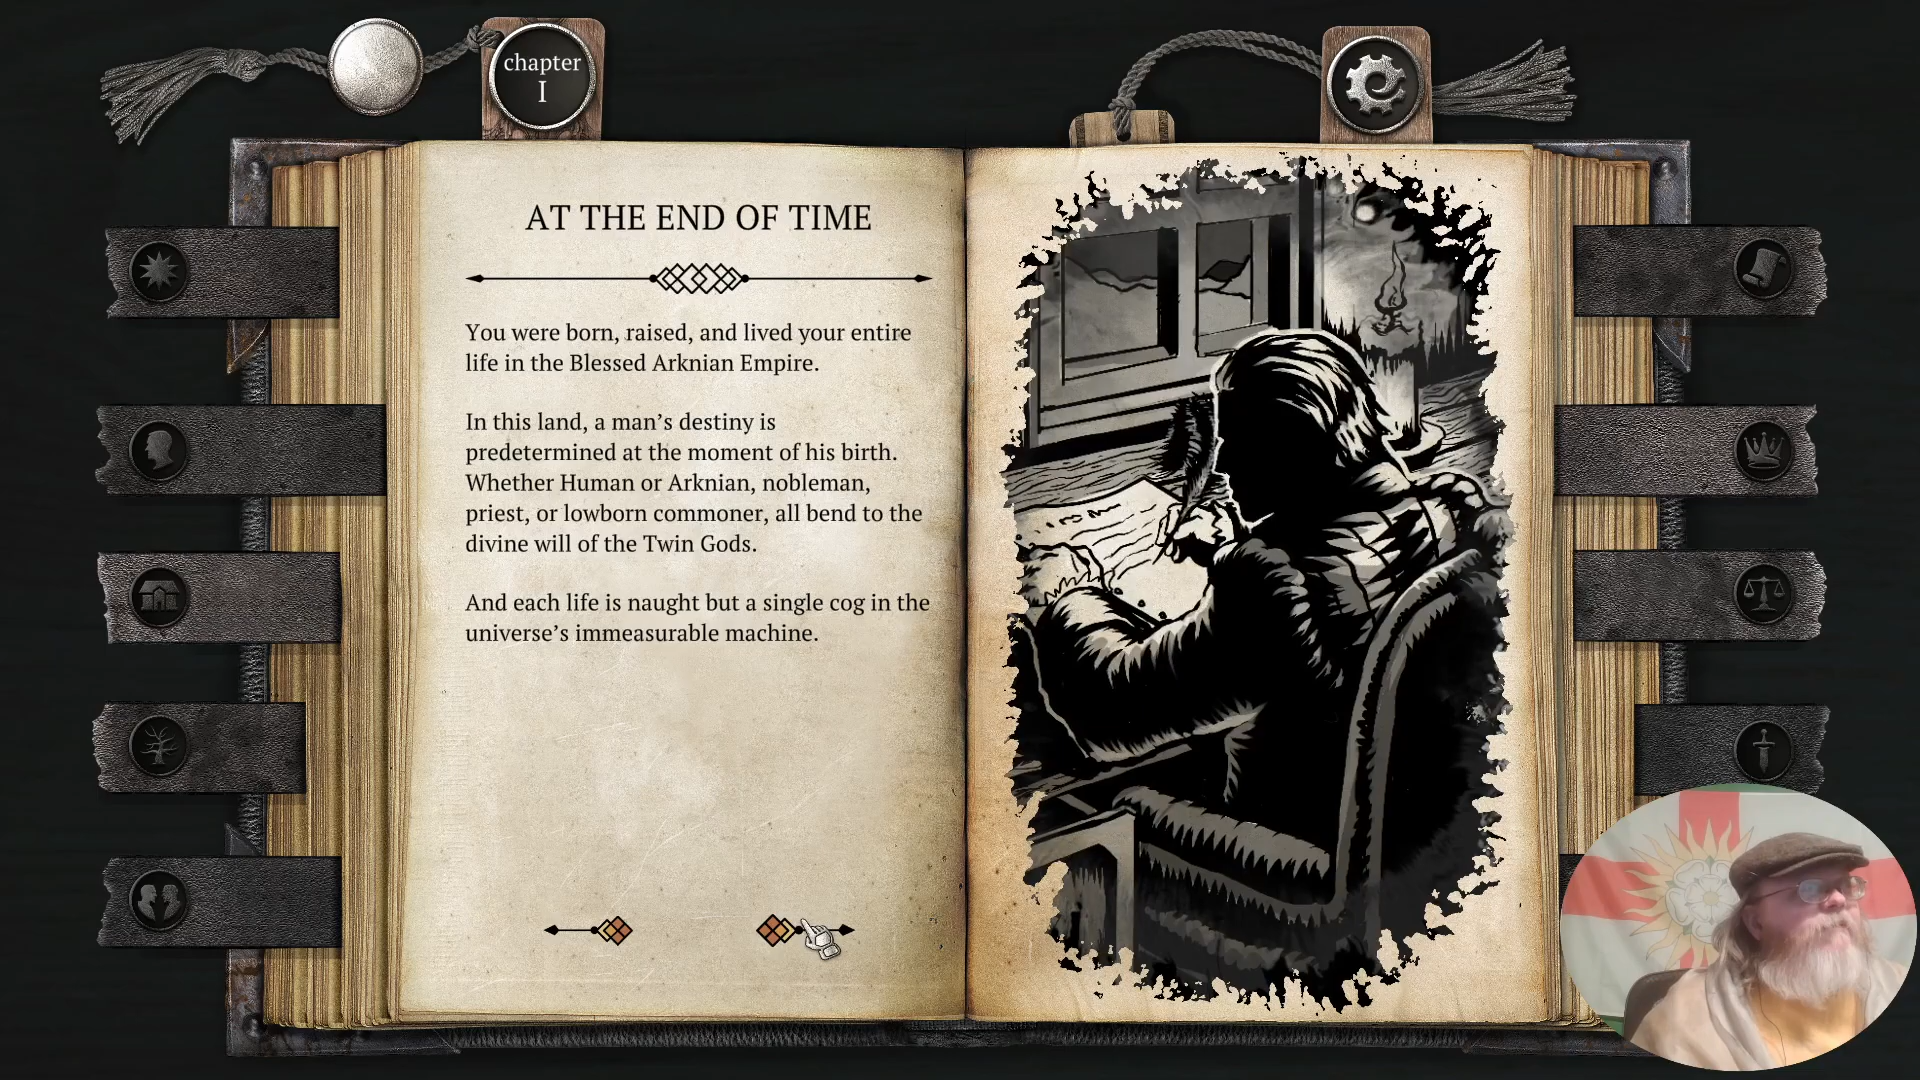 chapter
I
AT THE END OF TIME
You were born, raised, and lived your entire
life in the Blessed Arknian Empire.
In this land, a man’s destiny is
predetermined at the moment of his birth.
Whether Human or Arknian, nobleman,
priest, or lowborn commoner, all bend to the
divine will of the Twin Gods.
And each life is naught but a single cog in the
universe’s immeasurable machine.